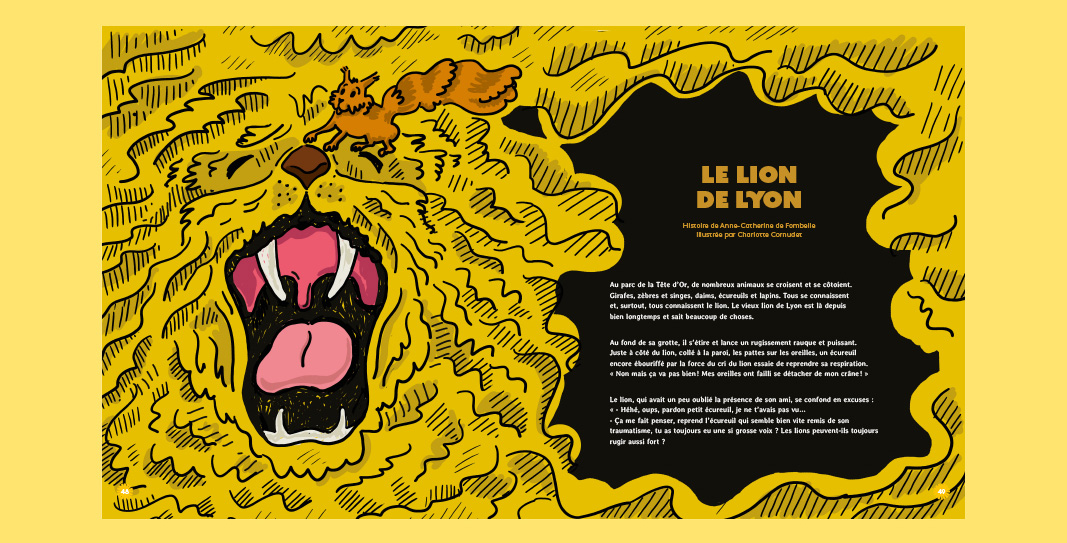 LE LION
DE LYON
Histoire de Anne-Catherine de Fombelle
Illustrée par Charlotte Cornudet
Au parc de la Tête d'Or, de nombreux animaux se croisent et se côtoient.
Girafes, zèbres et singes, daims, écureuils et lapins. Tous se connaissent
et, surtout, tous connaissent le lion. Le vieux lion de Lyon est là depuis
bien longtemps et sait beaucoup de choses.
Au fond de sa grotte, il s'étire et lance un rugissement rauque et puissant.
Juste à côté du lion, collé à la paroi, les pattes sur les oreilles, un écureuil
encore ébouriffé par la force du cri du lion essaie de reprendre sa respiration.
« Non mais ça va pas bien! Mes oreilles ont failli se détacher de mon crâne! »
Le lion, qui avait un peu oublié la présence de son ami, se confond en excuses :
« - Héhé, oups, pardon petit écureuil, je ne t'avais pas vu...
- Ça me fait penser, reprend l'écureuil qui semble bien vite remis de son
traumatisme, tu as toujours eu une si grosse voix ? Les lions peuvent-ils toujours
rugir aussi fort ?
48
49